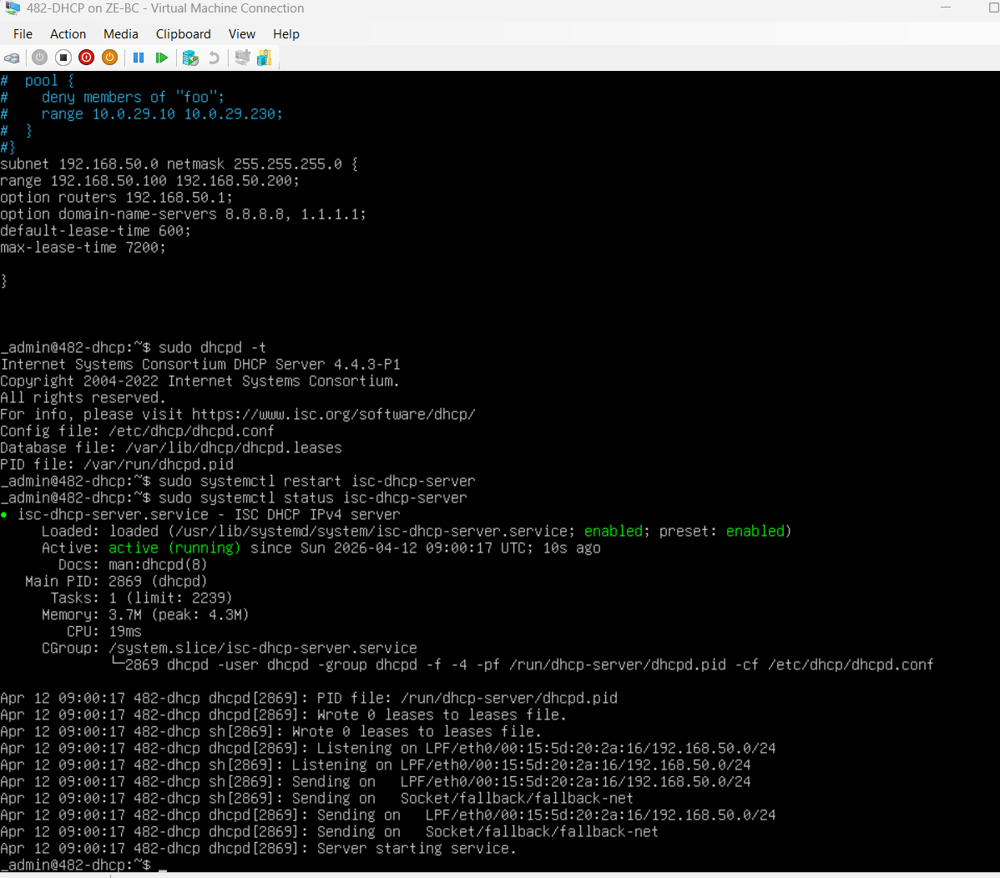 482-DHCP on ZE-BC - Virtual Machine Connection
File Action Media Clipboard View Help
#  pool {
#    deny members of "foo";
#    range 10.0.29.10 10.0.29.230;
#  }
#}
subnet 192.168.50.0 netmask 255.255.255.0 {
range 192.168.50.100 192.168.50.200;
option routers 192.168.50.1;
option domain-name-servers 8.8.8.8, 1.1.1.1;
default-lease-time 600;
max-lease-time 7200;
}
_admin@482-dhcp:~$ sudo dhcpd -t
Internet Systems Consortium DHCP Server 4.4.3-P1
Copyright 2004-2022 Internet Systems Consortium.
All rights reserved.
For info, please visit https://www.isc.org/software/dhcp/
Config file: /etc/dhcp/dhcpd.conf
Database file: /var/lib/dhcp/dhcpd.leases
PID file: /var/run/dhcpd.pid
_admin@482-dhcp:~$ sudo systemctl restart isc-dhcp-server
_admin@482-dhcp:~$ sudo systemctl status isc-dhcp-server
● isc-dhcp-server.service - ISC DHCP IPv4 server
     Loaded: loaded (/usr/lib/systemd/system/isc-dhcp-server.service; enabled; preset: enabled)
     Active: active (running) since Sun 2026-04-12 09:00:17 UTC; 10s ago
       Docs: man:dhcpd(8)
   Main PID: 2869 (dhcpd)
      Tasks: 1 (limit: 2239)
     Memory: 3.7M (peak: 4.3M)
        CPU: 19ms
     CGroup: /system.slice/isc-dhcp-server.service
             └─2869 dhcpd -user dhcpd -group dhcpd -f -4 -pf /run/dhcp-server/dhcpd.pid -cf /etc/dhcp/dhcpd.conf
Apr 12 09:00:17 482-dhcp dhcpd[2869]: PID file: /run/dhcp-server/dhcpd.pid
Apr 12 09:00:17 482-dhcp dhcpd[2869]: Wrote 0 leases to leases file.
Apr 12 09:00:17 482-dhcp sh[2869]: Wrote 0 leases to leases file.
Apr 12 09:00:17 482-dhcp dhcpd[2869]: Listening on LPF/eth0/00:15:5d:20:2a:16/192.168.50.0/24
Apr 12 09:00:17 482-dhcp sh[2869]: Listening on LPF/eth0/00:15:5d:20:2a:16/192.168.50.0/24
Apr 12 09:00:17 482-dhcp sh[2869]: Sending on   LPF/eth0/00:15:5d:20:2a:16/192.168.50.0/24
Apr 12 09:00:17 482-dhcp sh[2869]: Sending on   Socket/fallback/fallback-net
Apr 12 09:00:17 482-dhcp dhcpd[2869]: Sending on   LPF/eth0/00:15:5d:20:2a:16/192.168.50.0/24
Apr 12 09:00:17 482-dhcp dhcpd[2869]: Sending on   Socket/fallback/fallback-net
Apr 12 09:00:17 482-dhcp dhcpd[2869]: Server starting service.
_admin@482-dhcp:~$ _